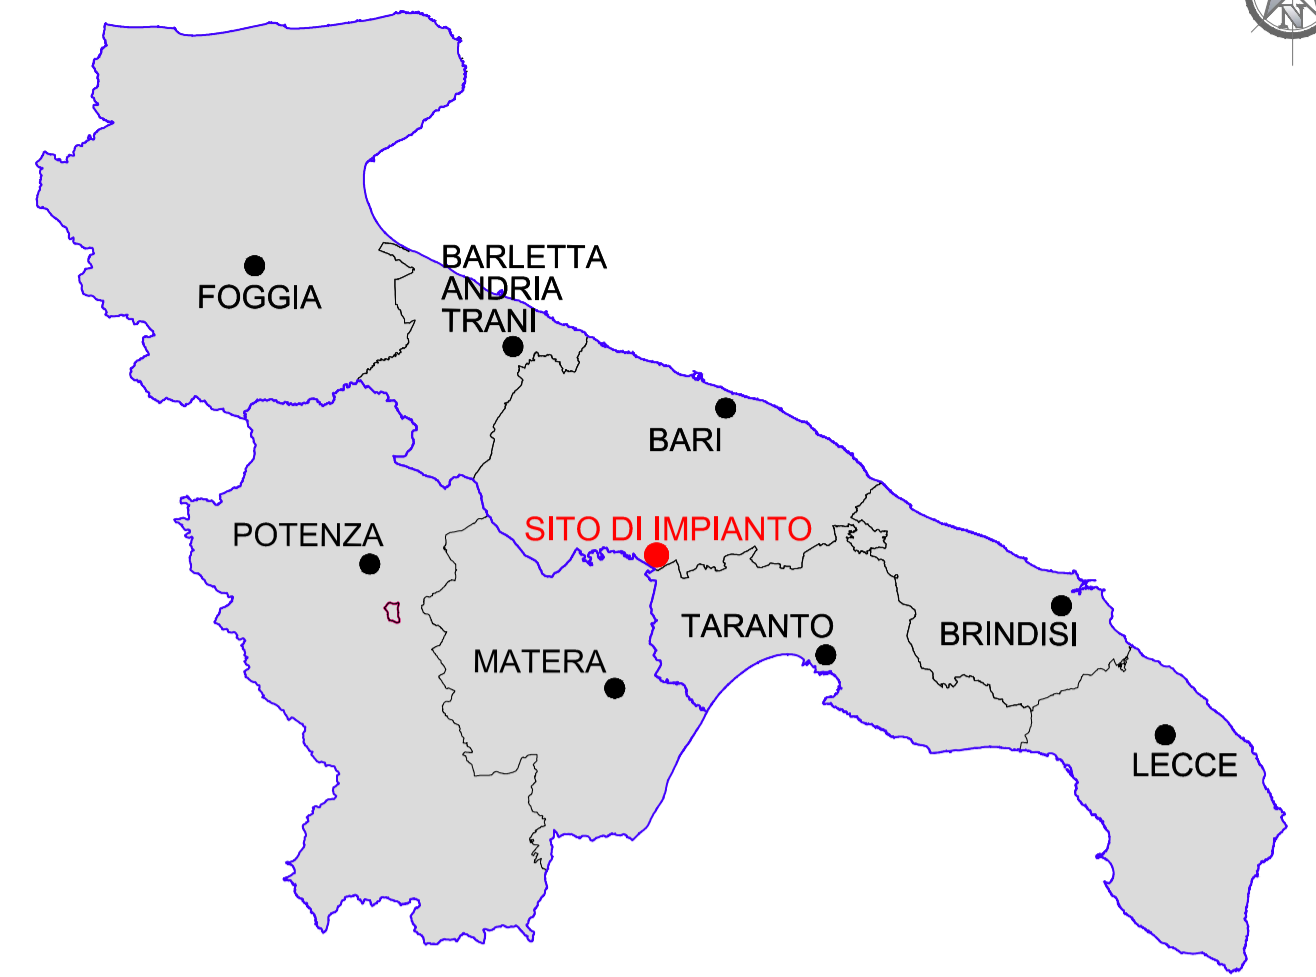 N
BARLETTA
ANDRIA
TRANI
FOGGIA
BARI
SITO DI IMPIANTO
POTENZA
TARANTO
BRINDISI
MATERA
LECCE